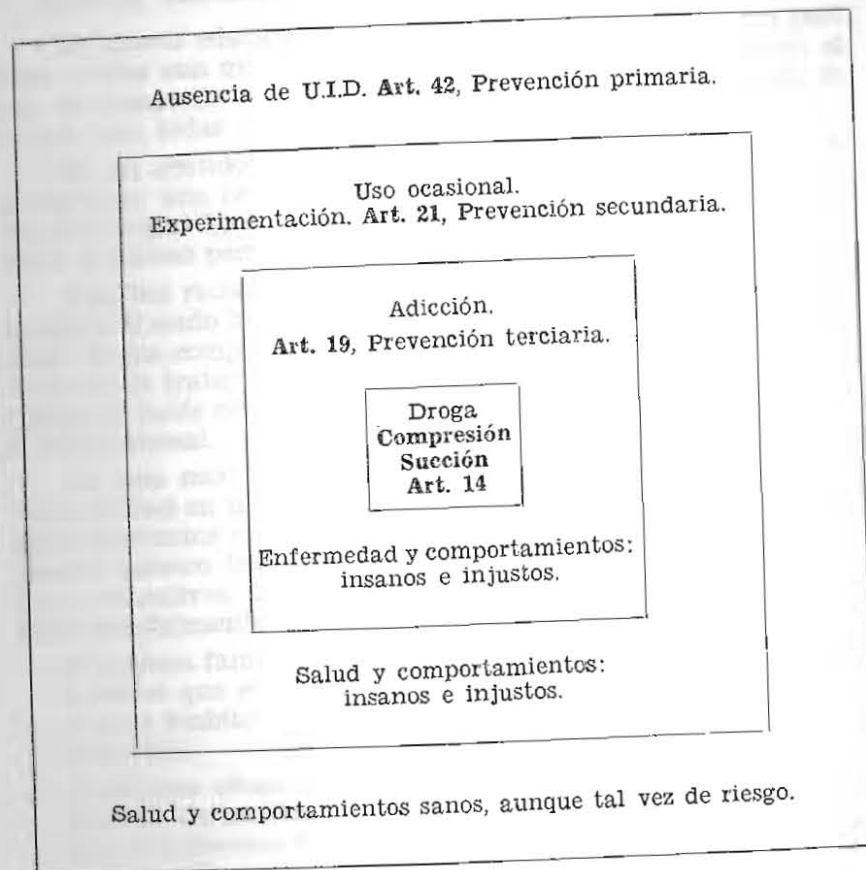 Ausencia de U.I.D. Art. 42, Prevención primaria.
Uso ocasional.
Experimentación. Art. 21, Prevención secundaria.
Adicción.
Art. 19, Prevención terciaria.
Droga
Compresión
Succión
Art. 14
Enfermedad y comportamientos:
insanos e injustos.
Salud y comportamientos:
insanos e injustos.
Salud y comportamientos sanos, aunque tal vez de riesgo.